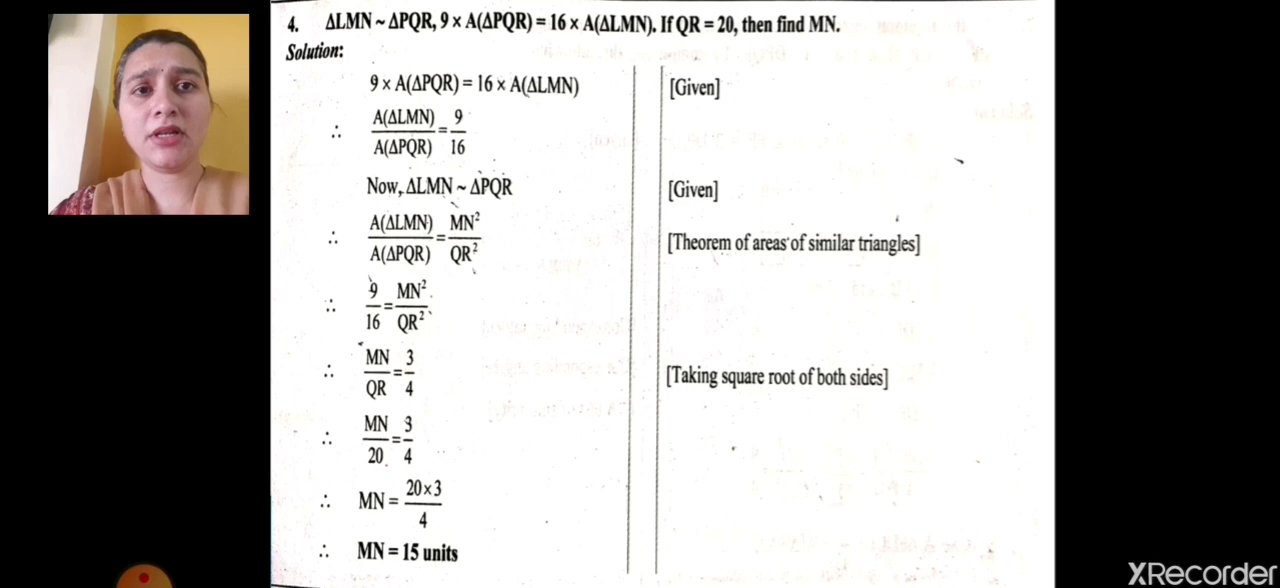 4. ΔLMN ~ ΔPQR, 9 × A(ΔPQR) = 16 × A(ΔLMN). If QR = 20, then find MN.
Solution:
9 × A(ΔPQR) = 16 × A(ΔLMN) [Given]
∴ A(ΔLMN)/A(ΔPQR) = 9/16
Now, ΔLMN ~ ΔPQR [Given]
∴ A(ΔLMN)/A(ΔPQR) = MN²/QR² [Theorem of areas of similar triangles]
∴ 9/16 = MN²/QR²
∴ MN/QR = 3/4 [Taking square root of both sides]
∴ MN/20 = 3/4
∴ MN = 20×3/4
∴ MN = 15 units
XRecorder